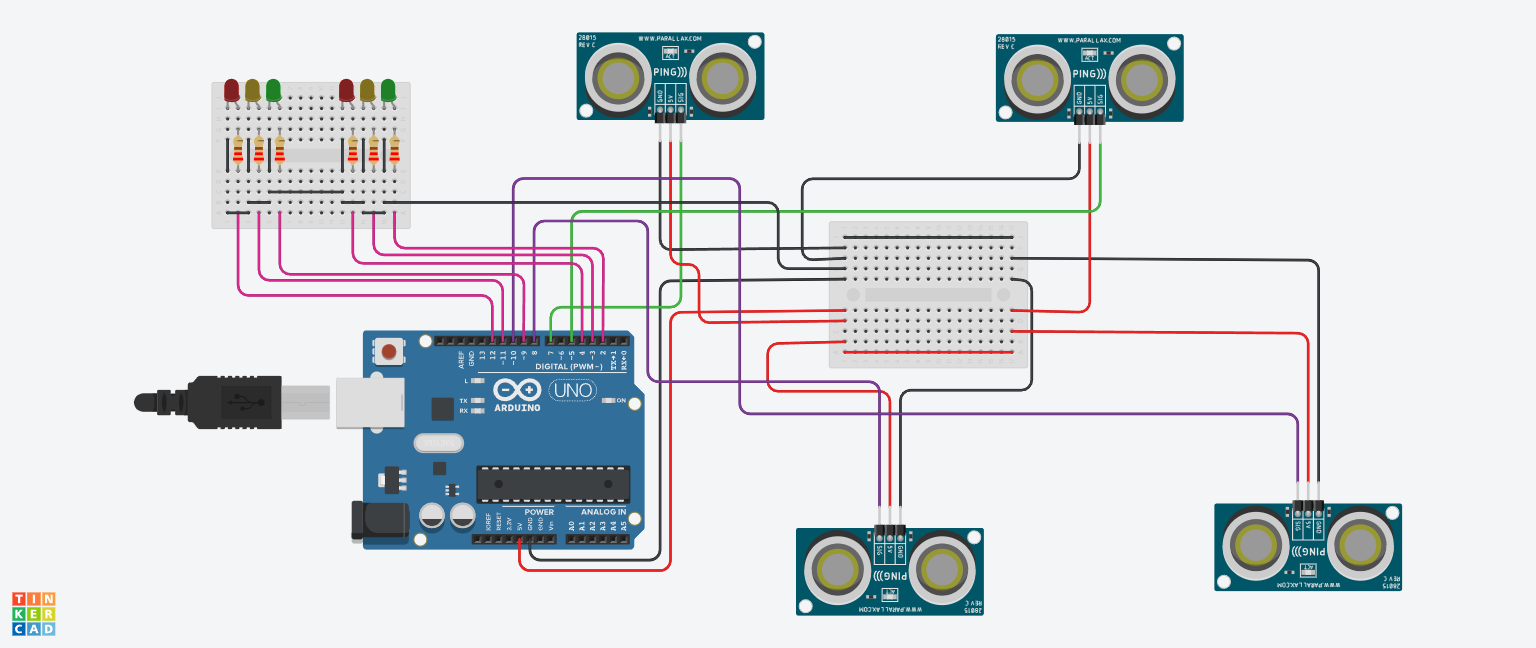 28015
REV C
WWW.PARALLAX.COM
ACT
PING)))
GND
5V
SIG
28015
REV C
WWW.PARALLAX.COM
ACT
PING)))
GND
5V
SIG
AREF
GND
13
12
~11
~10
~9
8
7
~6
~5
4
~3
2
TX→1
RX←0
DIGITAL (PWM~)
L
TX
RX
UNO
ARDUINO
ON
POWER
ANALOG IN
IOREF
RESET
3.3V
5V
GND
GND
Vin
A0
A1
A2
A3
A4
A5
SIG
5V
GND
PING)))
ACT
WWW.PARALLAX.COM
28015
REV C
SIG
5V
GND
PING)))
ACT
WWW.PARALLAX.COM
28015
REV C
TIN
KER
CAD